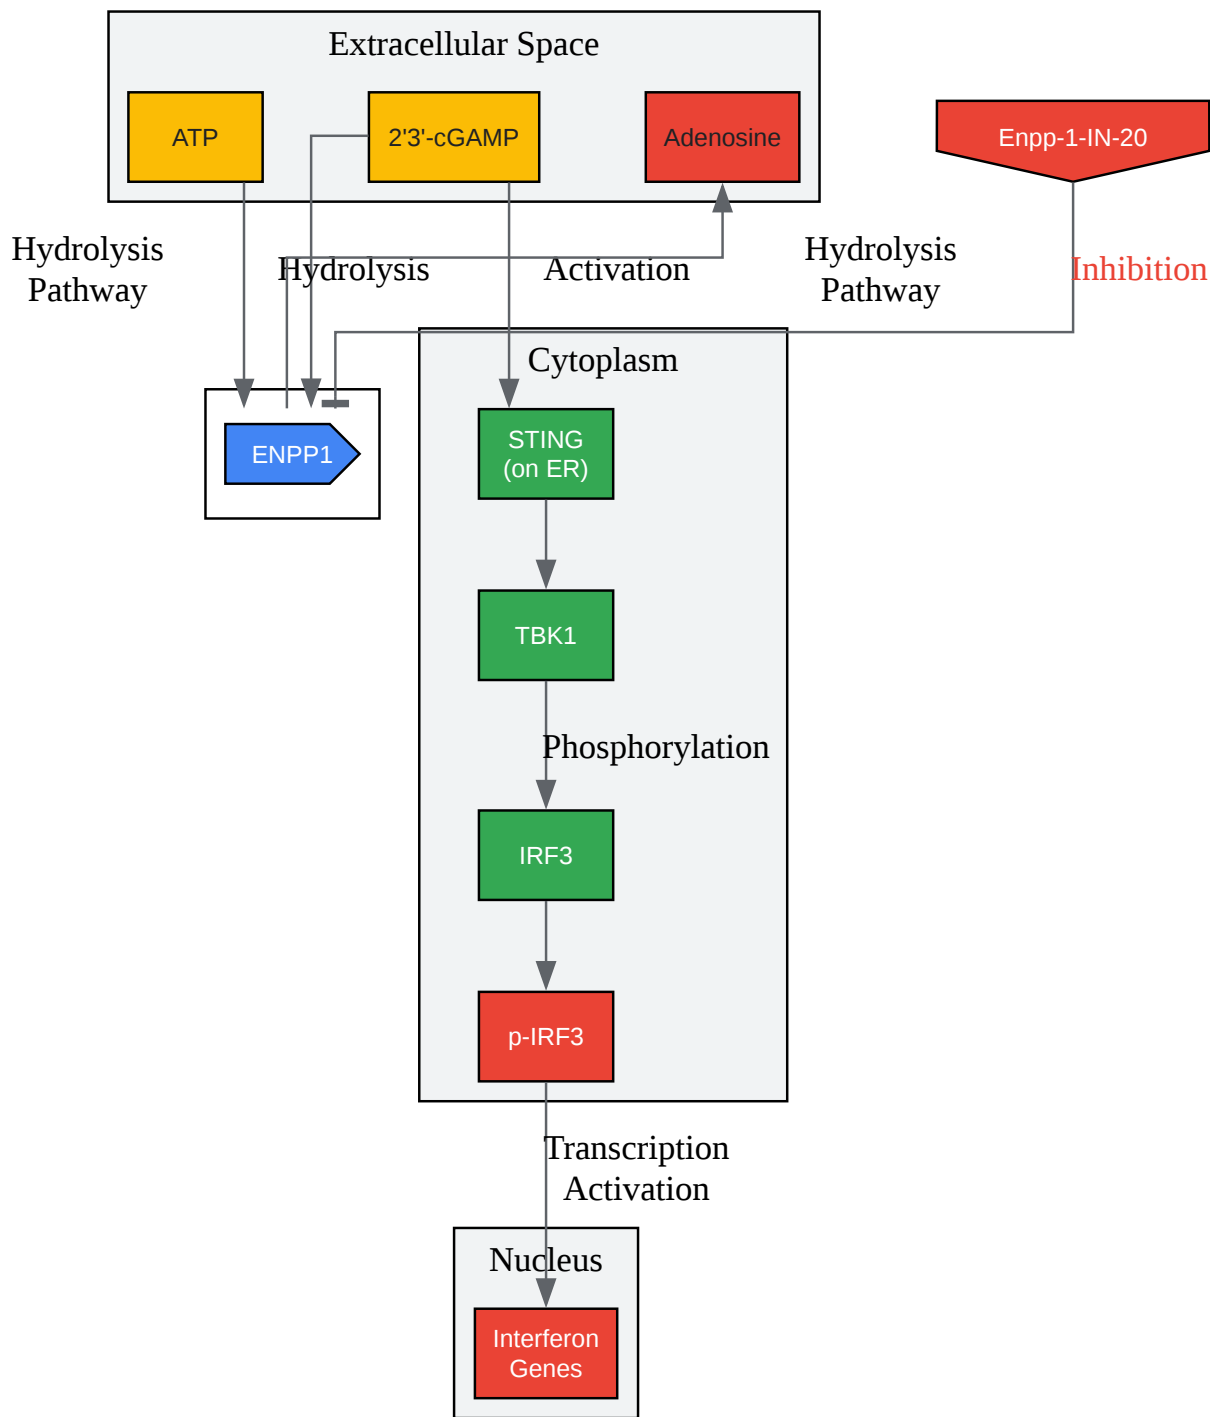 Extracellular Space
ATP
2'3'-cGAMP
Adenosine
Enpp-1-IN-20
Hydrolysis
Pathway
Hydrolysis
Activation
Hydrolysis
Pathway
Inhibition
Cytoplasm
ENPP1
STING
(on ER)
TBK1
Phosphorylation
IRF3
p-IRF3
Transcription
Activation
Nucleus
Interferon
Genes